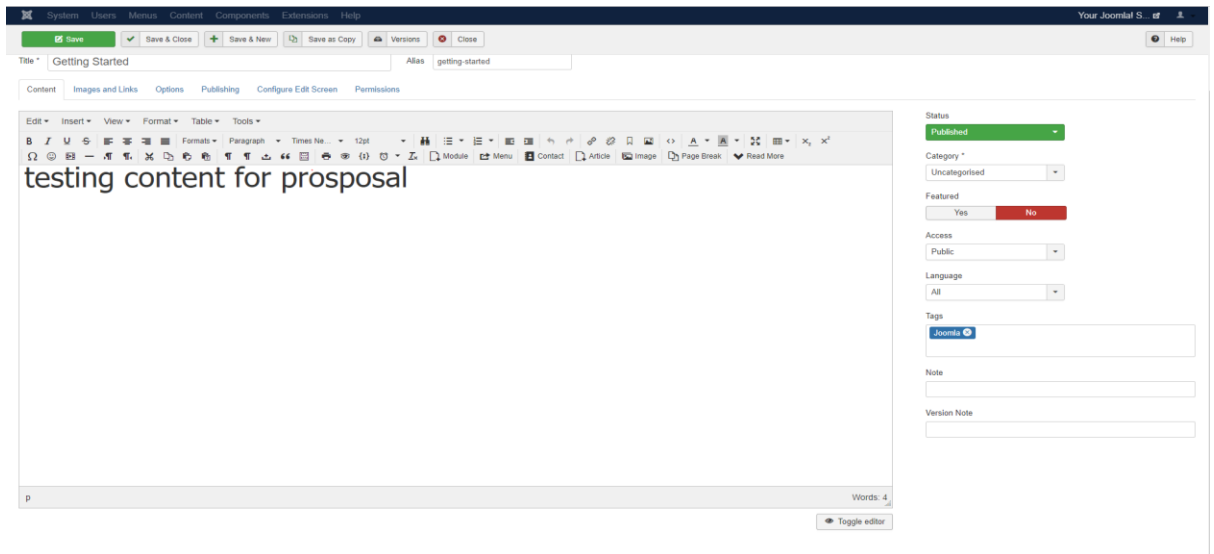 System Users Menus Content Components Extensions Help Your Joomla! S...
Save Save & Close Save & New Save as Copy Versions Close Help
Title * Getting Started Alias getting-started
Content Images and Links Options Publishing Configure Edit Screen Permissions
Edit Insert View Format Table Tools
B I U S Formats Paragraph Times Ne... 12pt A A X₂ X²
Ω Module Menu Contact Article Image Page Break Read More
testing content for prosposal
p Words: 4
Toggle editor
Status
Published
Category *
Uncategorised
Featured
Yes No
Access
Public
Language
All
Tags
Joomla
Note
Version Note